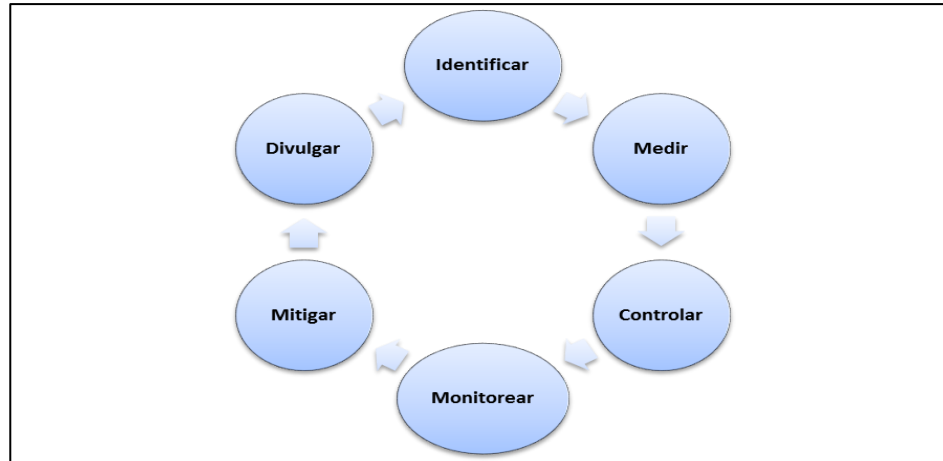 Identificar
Medir
Controlar
Monitorear
Mitigar
Divulgar